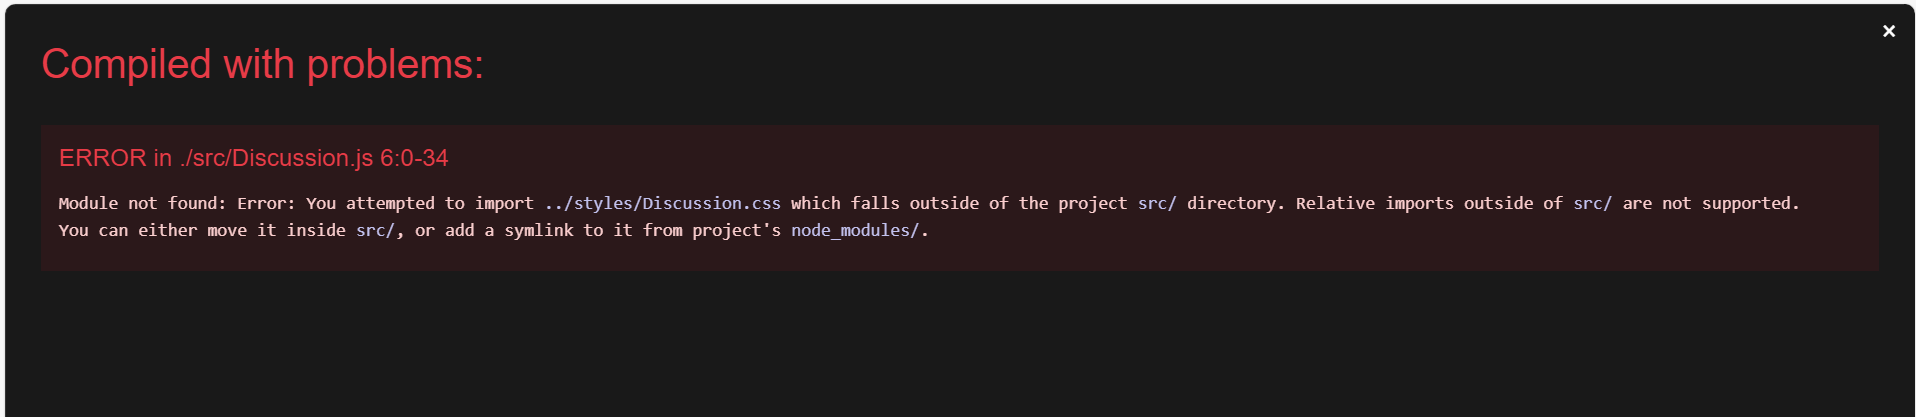 ×
Compiled with problems:
ERROR in ./src/Discussion.js 6:0-34
Module not found: Error: You attempted to import ../styles/Discussion.css which falls outside of the project src/ directory. Relative imports outside of src/ are not supported.
You can either move it inside src/, or add a symlink to it from project's node_modules/.